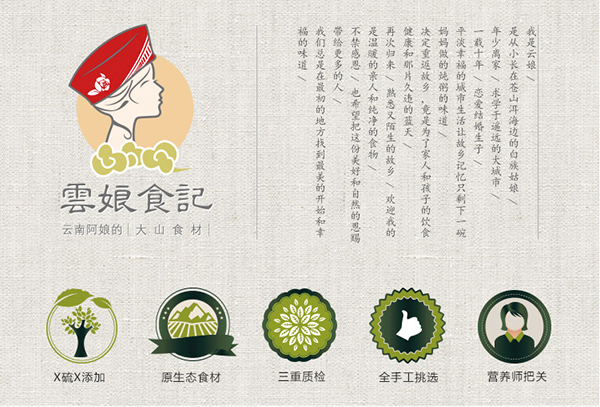 雲娘食記
云南阿娘的|大山食材|
我是云娘 /
是从小长在苍山洱海边的白族姑娘 /
年少离家 / 求学于遥远的大城市 /
一载十年 / 恋爱结婚生子 /
平淡幸福的城市生活让故乡记忆只剩下一碗
妈妈做的炖粥的味道 /
决定重返故乡，竟是为了家人和孩子的饮食
健康和那片久违的蓝天 /
再次归来 / 熟悉又陌生的故乡 / 欢迎我的
是温暖的亲人和纯净的食物 /
不禁感恩 / 也希望把这份美好和自然的恩赐
带给更多的人 /
我们总是在最初的地方找到最美的开始和幸
福的味道 /
X硫X添加
原生态食材
三重质检
全手工挑选
营养师把关